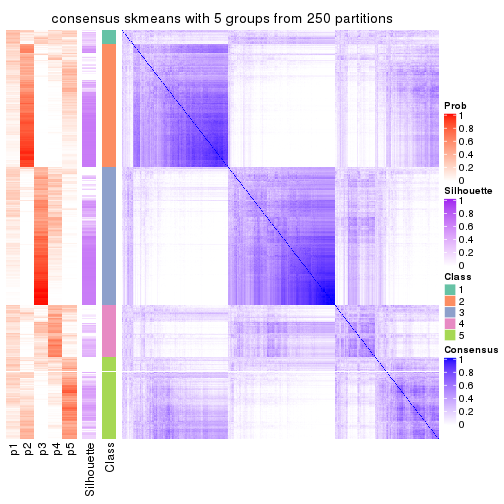 consensus skmeans with 5 groups from 250 partitions
Prob
1
0.8
0.6
0.4
0.2
0
Silhouette
1
0.8
0.6
0.4
0.2
0
Class
1
2
3
4
5
Consensus
1
0.8
0.6
0.4
0.2
0
p1
p2
p3
p4
p5
Silhouette
Class